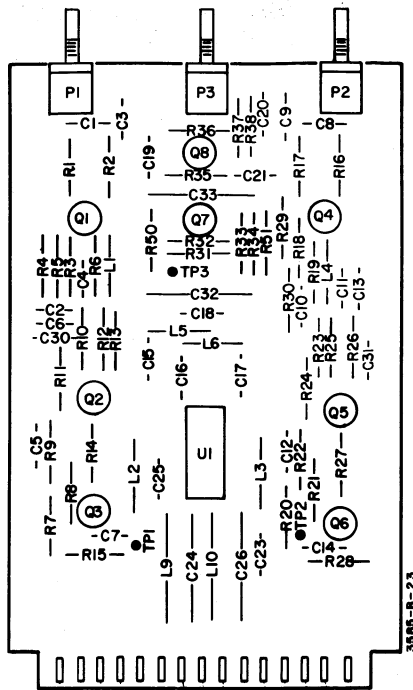 P1 P3 P2
C1 C3 C19 R36 R37 R38 C20 C9 C8
R1 R2 Q8 R35 C21 R17 R16
C33
Q1 R50 Q7 R32 R31 R33 R34 R51 R29 Q4
R4 R5 R3 C4 R6 L1 TP3 R18 R19 L4
C32 R30 C10 C11 C13
C2 C6 C30 R10 R12 R13 C18 L5 L6
R11 C15 C16 C17 R23 R25 R26 C31
Q2 R24 Q5
C5 R9 R14 U1 C12 R22 R27
R8 L2 C25 L3 R21
R7 Q3 R20 TP2 Q6
C7 TP1 R15 L9 C24 L10 C26 C23 C14 R28
3585-B-23